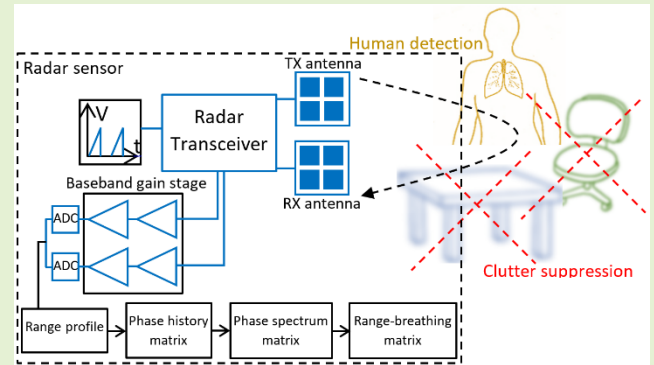 Human detection
Radar sensor
TX antenna
V
t
Radar
Transceiver
Baseband gain stage
RX antenna
ADC
ADC
Clutter suppression
Range profile
Phase history
matrix
Phase spectrum
matrix
Range-breathing
matrix